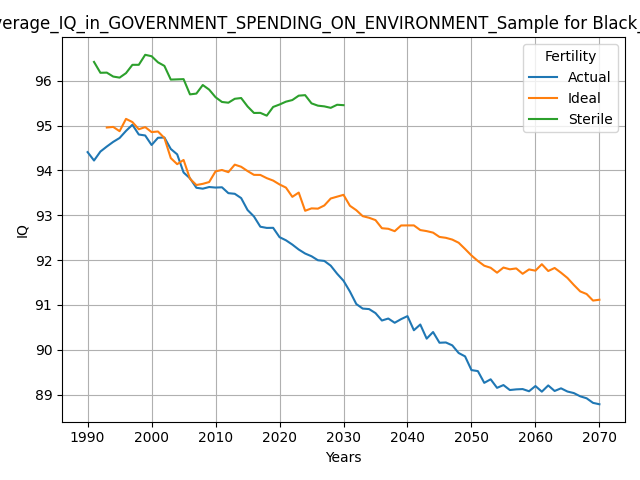 verage_IQ_in_GOVERNMENT_SPENDING_ON_ENVIRONMENT_Sample for Black_
Fertility
Actual
Ideal
Sterile
IQ
96
95
94
93
92
91
90
89
1990 2000 2010 2020 2030 2040 2050 2060 2070
Years